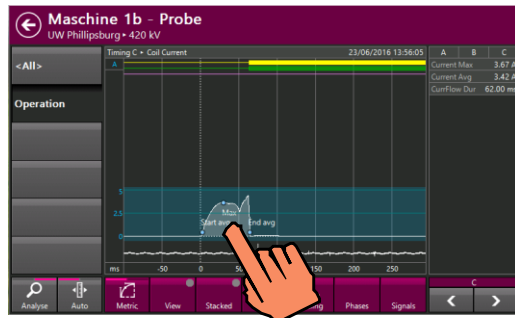 Maschine 1b - Probe
UW Phillipsburg ▸ 420 kV
<All>
Operation
Timing C • Coil Current 23/06/2016 13:56:05
A
5
2,5
0
Max
Start avg
End avg
ms -50 0 150 200 250
A B C
Current Max 3.67 A
Current Avg 3.42 A
CurrFlow Dur 62.00 ms
Analyse
Auto
Metric
View
Stacked
Phases
Signals
C